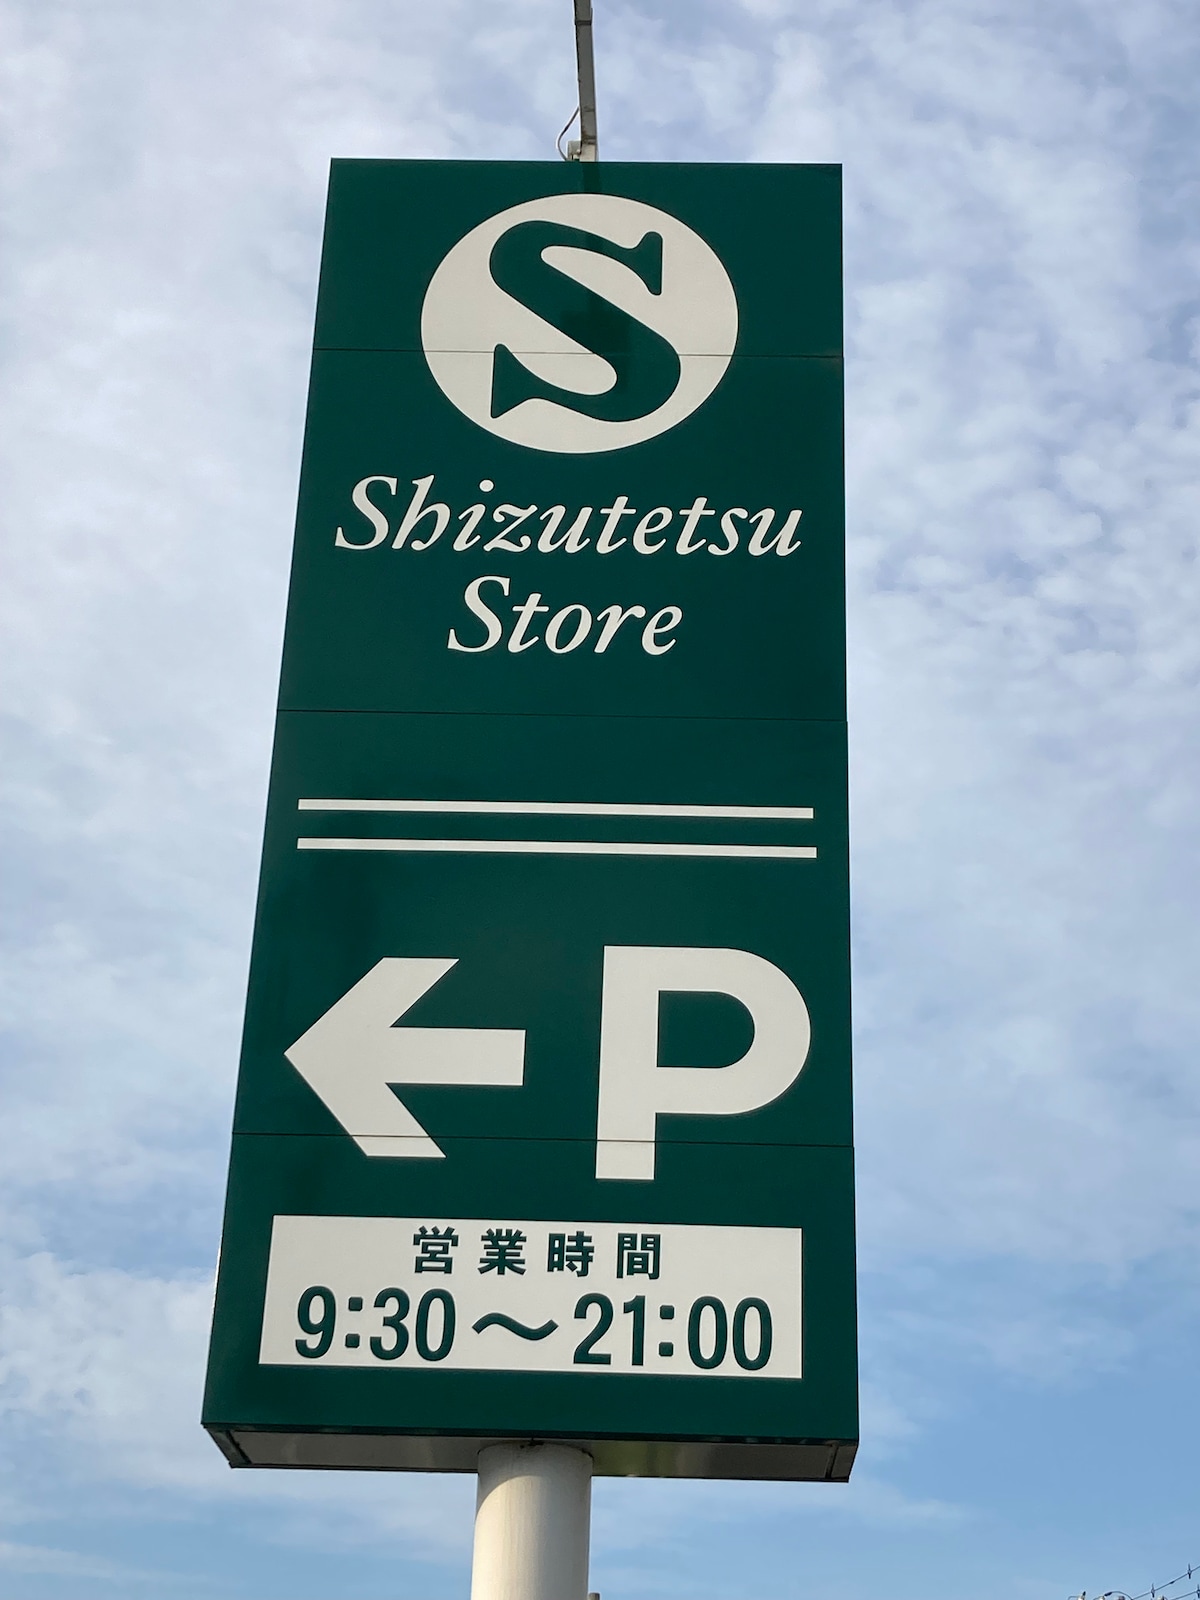 S
Shizutetsu
Store
←P
営業時間
9:30〜21:00